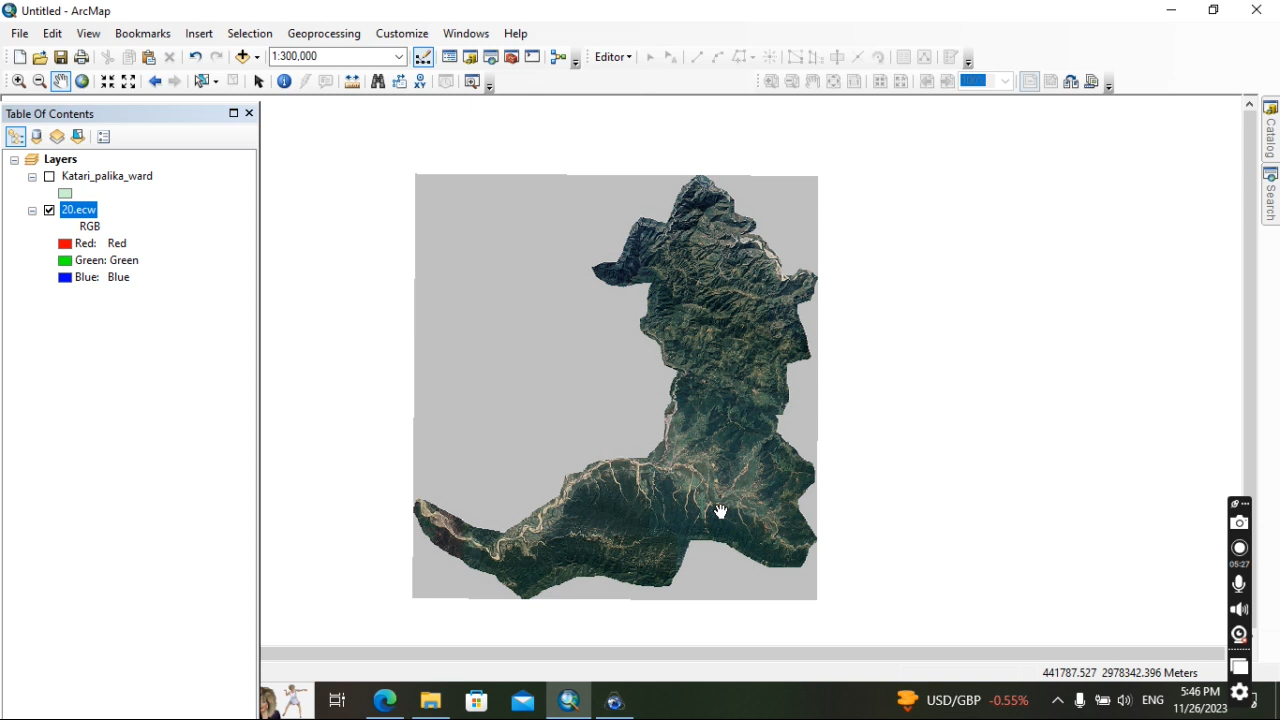 Untitled - ArcMap
File Edit View Bookmarks Insert Selection Geoprocessing Customize Windows Help
1:300,000 Editor
Table Of Contents
Layers
Katari_palika_ward
20.ecw
RGB
Red: Red
Green: Green
Blue: Blue
Catalog
Search
05:27
441787.527 2978342.396 Meters
USD/GBP -0.55% ENG 5:46 PM
11/26/2023